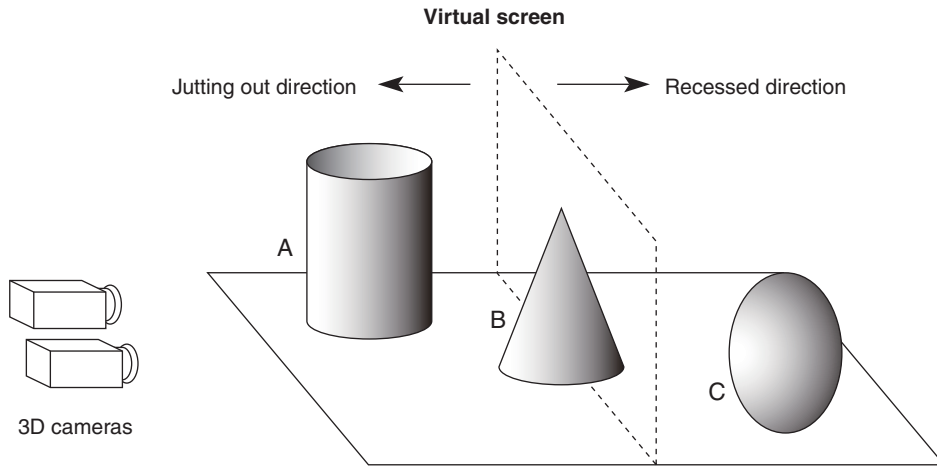 Virtual screen
Jutting out direction
Recessed direction
A
B
C
3D cameras